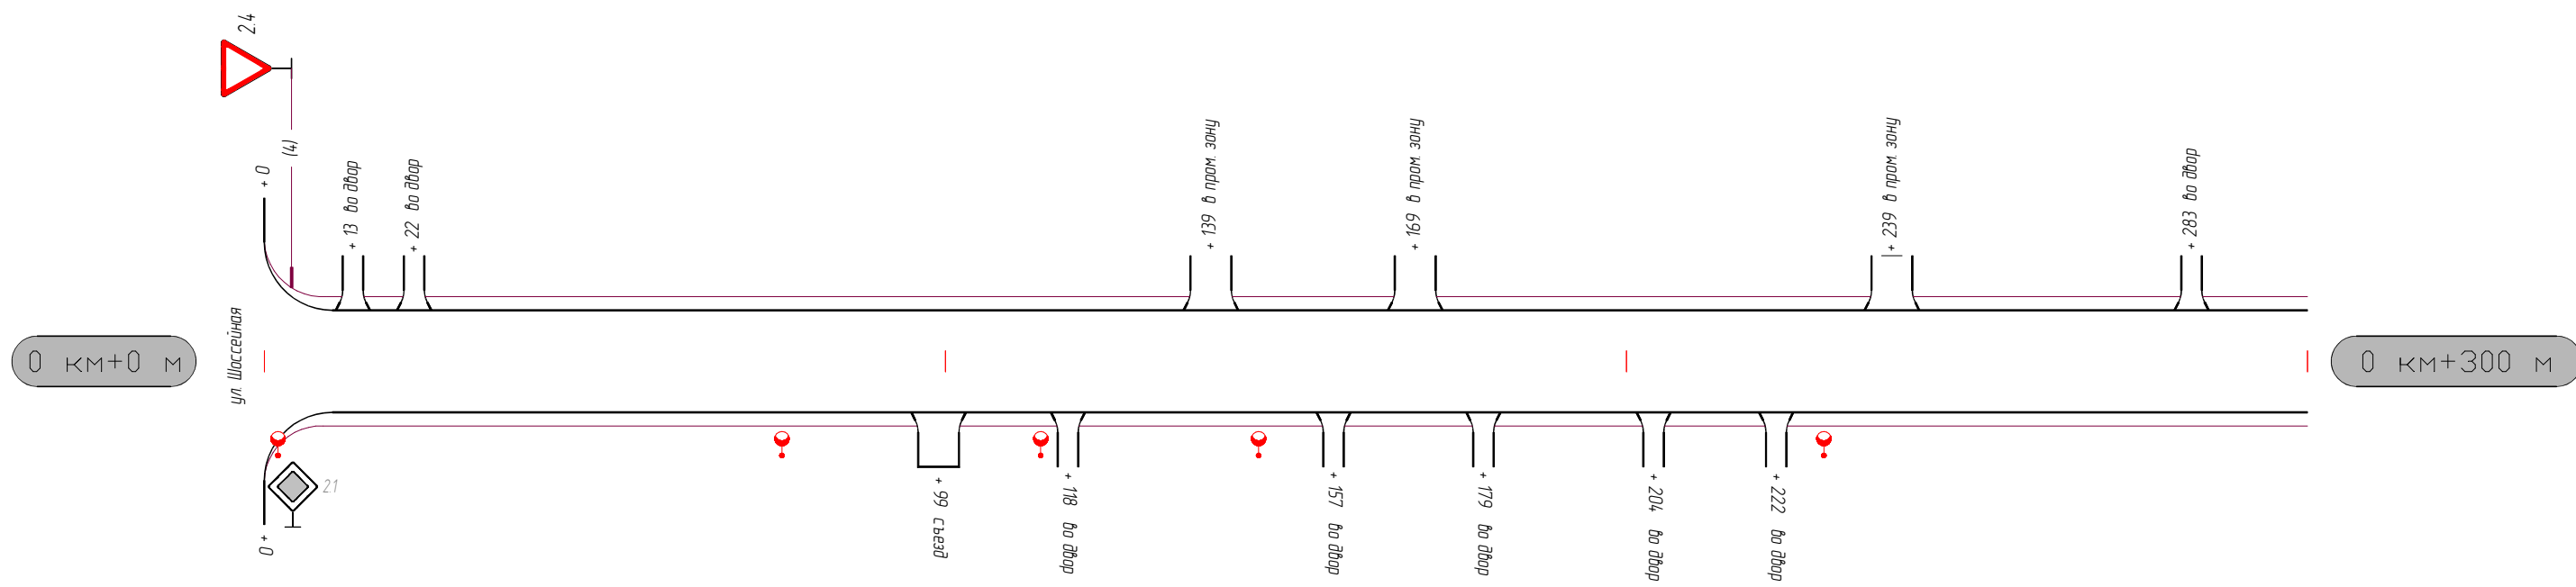 2.4
(4)
+ 0
+ 13 во двор
+ 22 во двор
+ 139 в пром. зону
+ 169 в пром. зону
+ 239 в пром. зону
+ 283 во двор
ул. Шоссейная
0 км+0 м
0 км+300 м
2.1
0 +
+ 99 съезд
+ 118 во двор
+ 157 во двор
+ 179 во двор
+ 204 во двор
+ 222 во двор